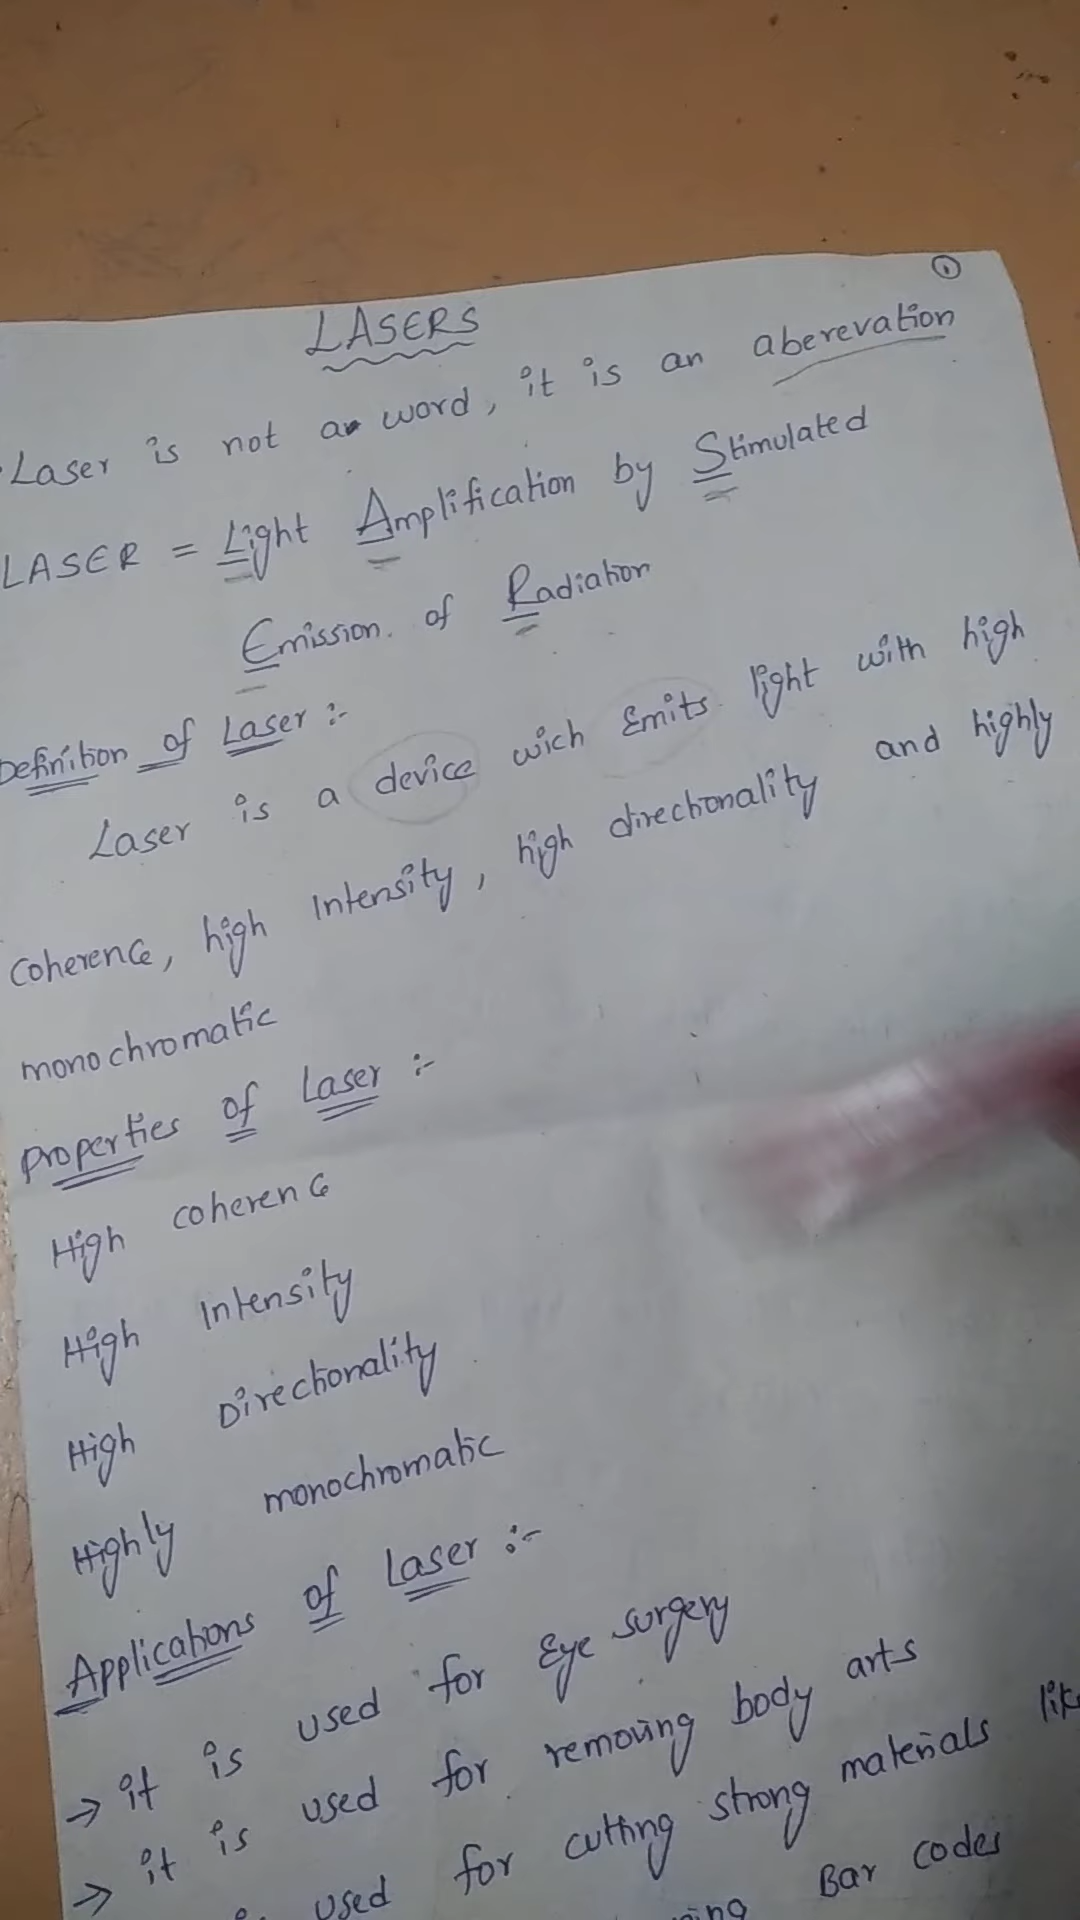 ①
LASERS
Laser is not a word, it is an aberevation
LASER = Light Amplification by Stimulated
Emission of Radiation
Definition of Laser :-
Laser is a device wich Emits light with high
coherence, high Intensity, high directionality and highly
monochromatic
Properties of Laser :-
High coherence
High Intensity
High Directionality
Highly monochromatic
Applications of Laser :-
→ it is used for Eye surgery
→ it is used for removing body arts
used for cutting strong materials
Bar codes